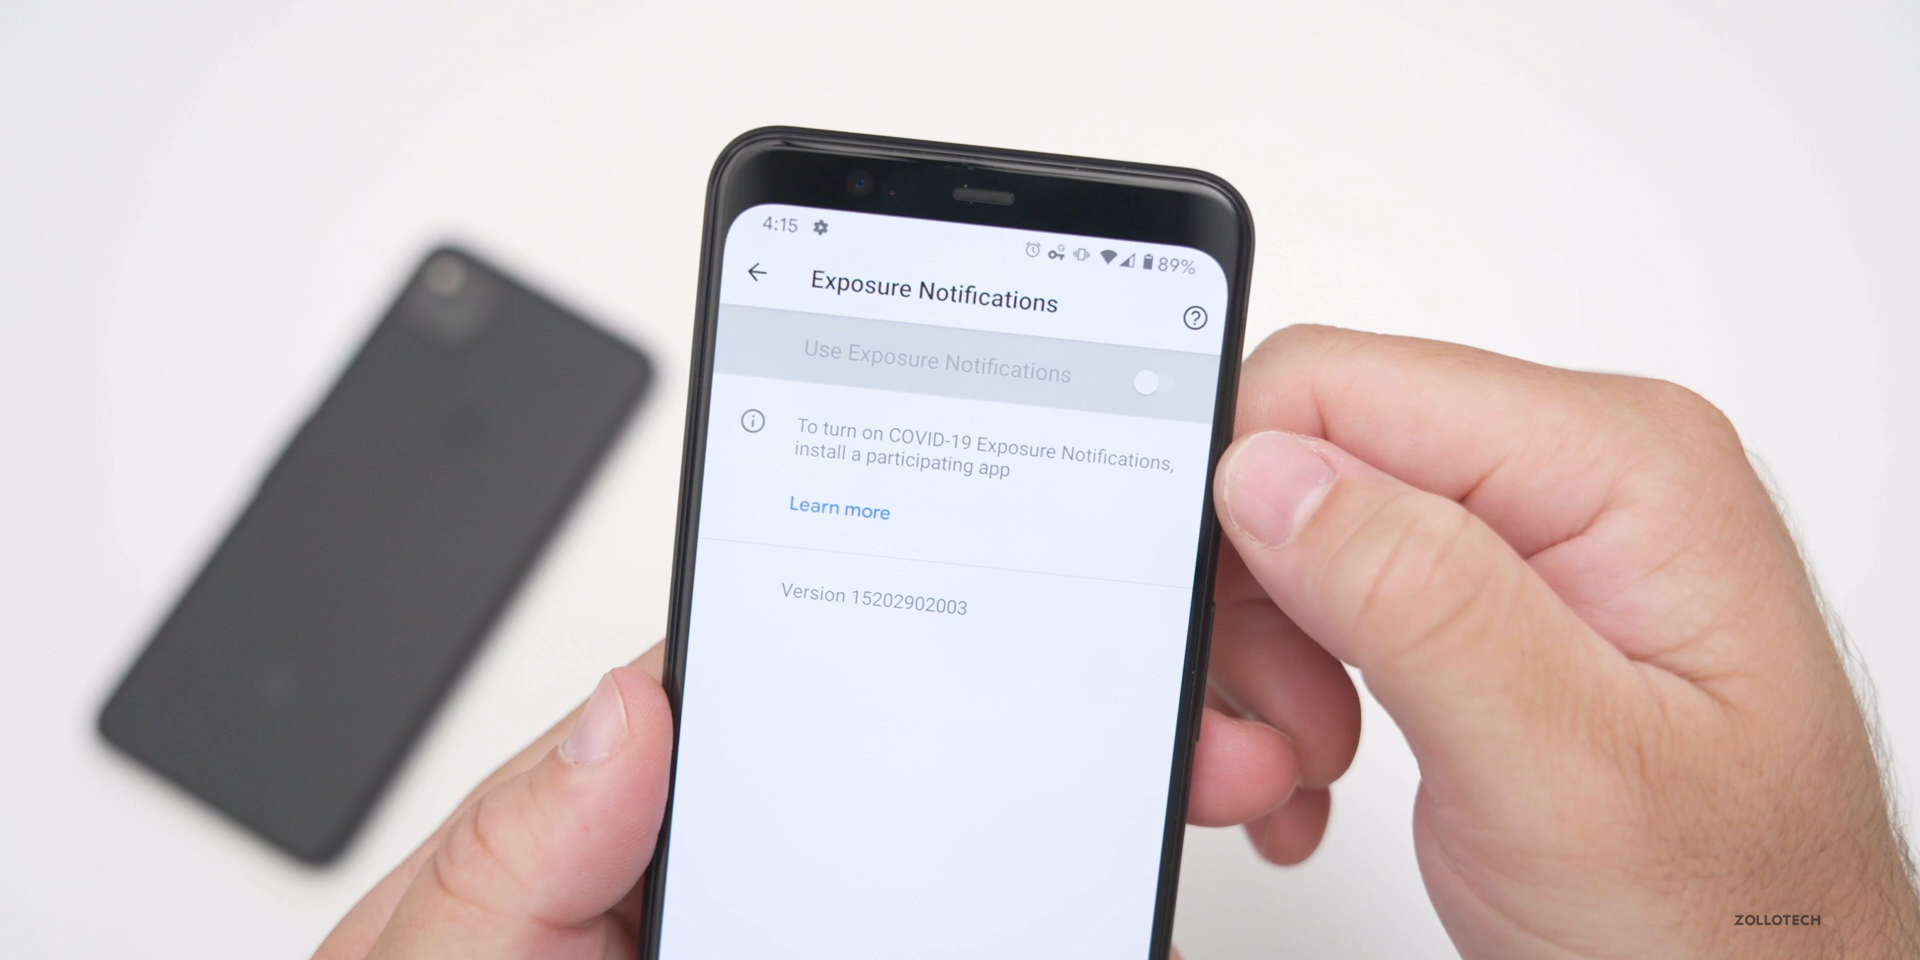 4:15
89%
Exposure Notifications
Use Exposure Notifications
To turn on COVID-19 Exposure Notifications,
install a participating app
Learn more
Version 15202902003
ZOLLOTECH